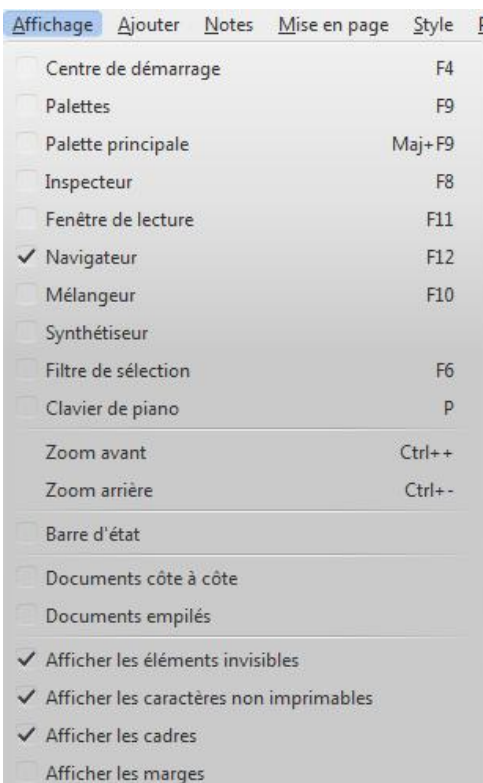 Affichage Ajouter Notes Mise en page Style
Centre de démarrage F4
Palettes F9
Palette principale Maj+F9
Inspecteur F8
Fenêtre de lecture F11
Navigateur F12
Mélangeur F10
Synthétiseur
Filtre de sélection F6
Clavier de piano P
Zoom avant Ctrl++
Zoom arrière Ctrl+-
Barre d'état
Documents côte à côte
Documents empilés
Afficher les éléments invisibles
Afficher les caractères non imprimables
Afficher les cadres
Afficher les marges